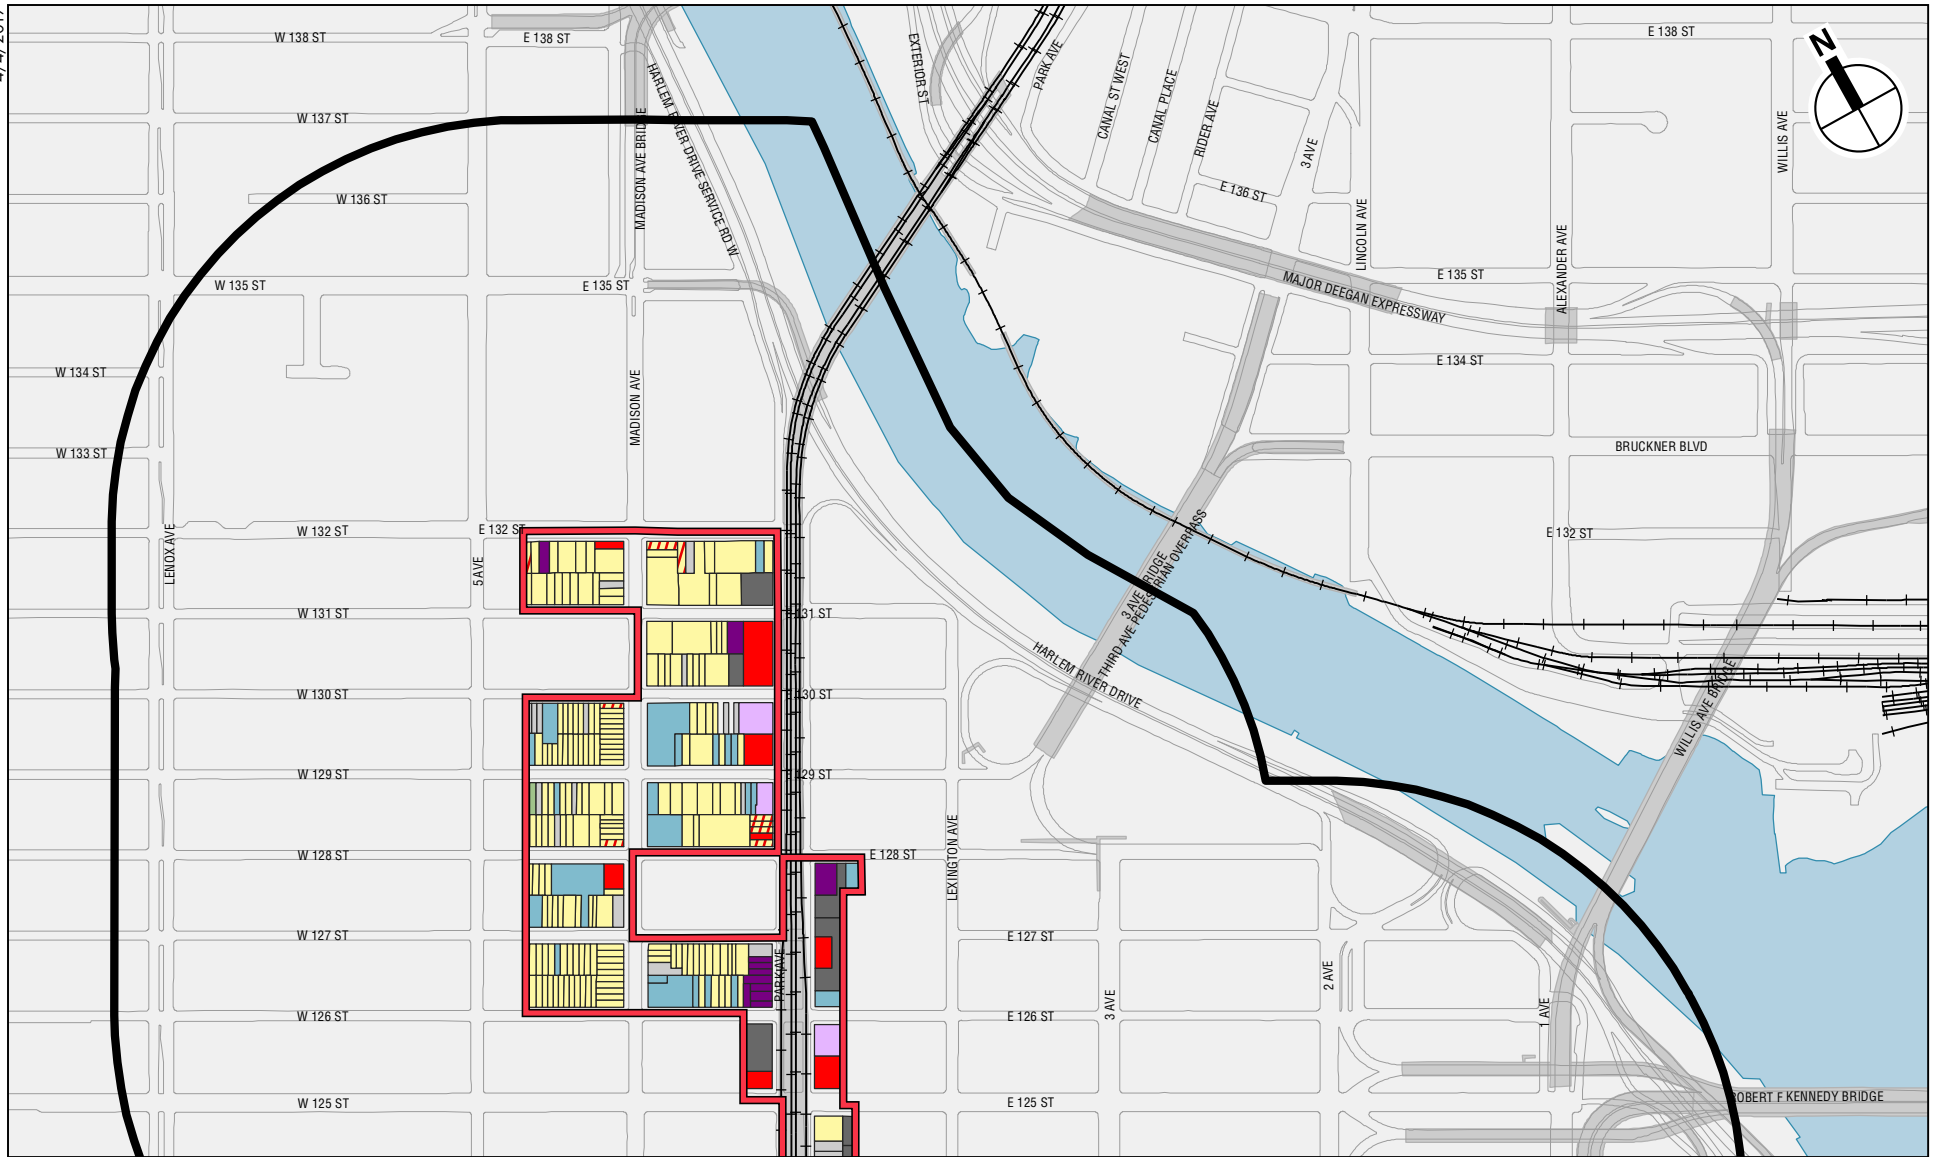 W 138 ST
E 138 ST
E 138 ST
N
EXTERIOR ST
PARK AVE
CANAL ST WEST
CANAL PLACE
RIDER AVE
3 AVE
WILLIS AVE
W 137 ST
MADISON AVE BRIDGE
HARLEM RIVER DRIVE SERVICE RD W
W 136 ST
E 136 ST
LINCOLN AVE
ALEXANDER AVE
W 135 ST
E 135 ST
E 135 ST
MAJOR DEEGAN EXPRESSWAY
W 134 ST
E 134 ST
MADISON AVE
W 133 ST
BRUCKNER BLVD
LENOX AVE
W 132 ST
E 132 ST
E 132 ST
5 AVE
3 AVE BRIDGE
THIRD AVE PEDESTRIAN OVERPASS
W 131 ST
E 131 ST
HARLEM RIVER DRIVE
W 130 ST
E 130 ST
WILLIS AVE BRIDGE
W 129 ST
E 129 ST
LEXINGTON AVE
W 128 ST
E 128 ST
W 127 ST
E 127 ST
PARK AVE
3 AVE
2 AVE
1 AVE
W 126 ST
E 126 ST
W 125 ST
E 125 ST
ROBERT F KENNEDY BRIDGE